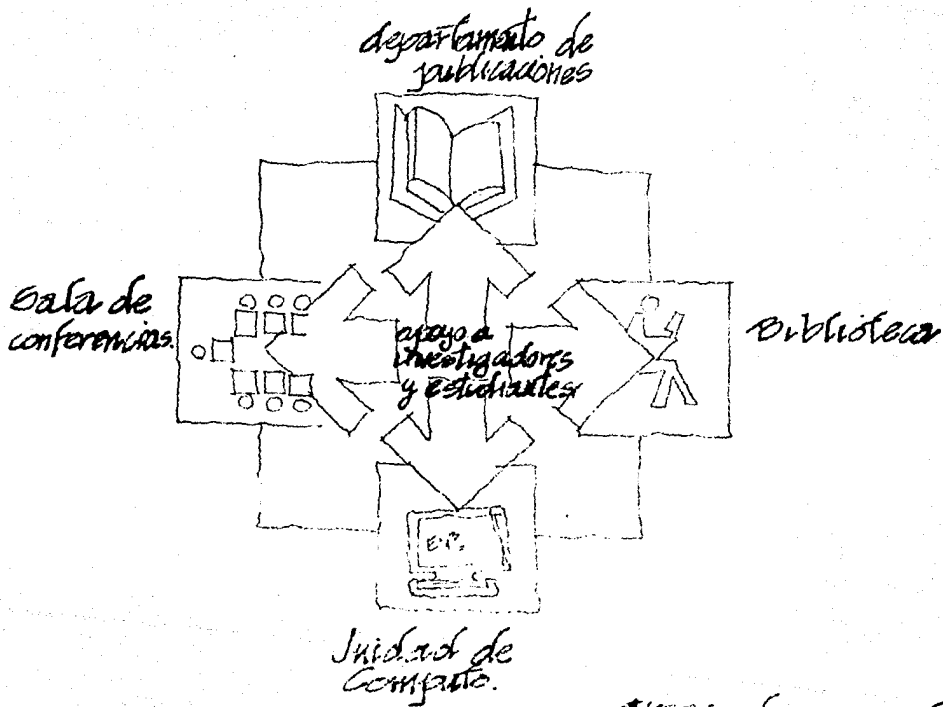 departamento de
publicaciones
Sala de
conferencias.
apoyo a
investigadores
y estudiantes
Biblioteca
E.P.
Unidad de
Computo.